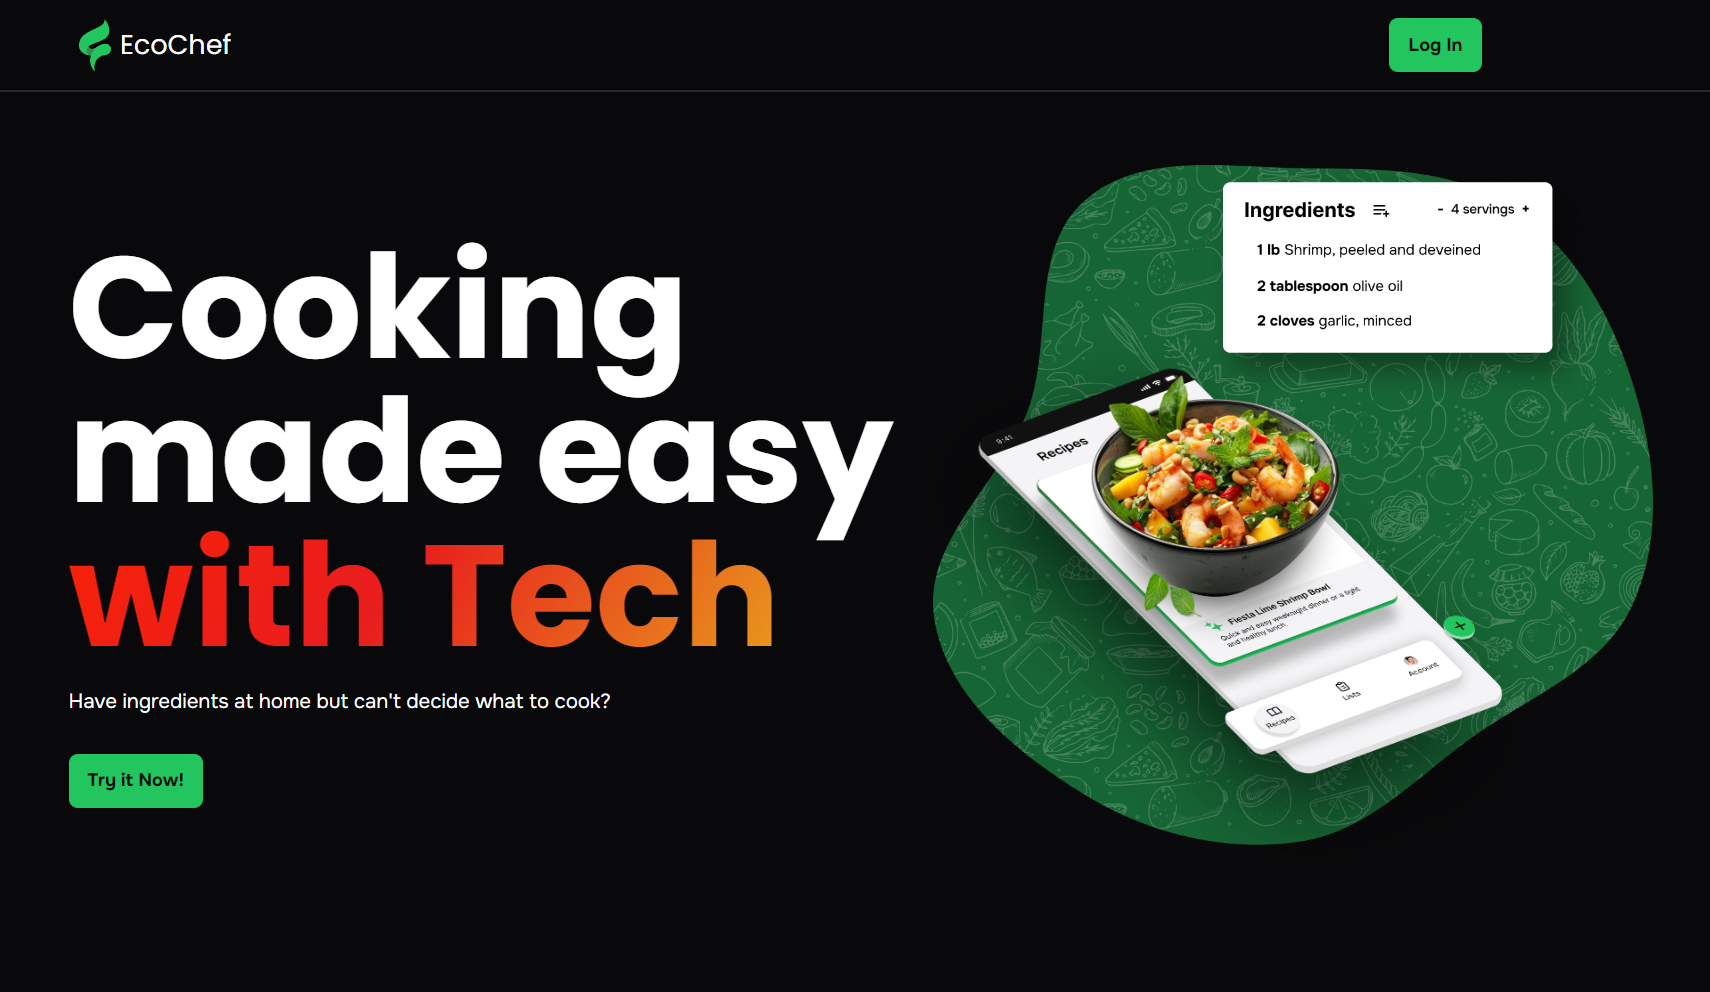 EcoChef
Log In
Cooking
made easy
with Tech
Have ingredients at home but can't decide what to cook?
Try it Now!
Ingredients
- 4 servings +
1 lb Shrimp, peeled and deveined
2 tablespoon olive oil
2 cloves garlic, minced
9:41
Recipes
Fiesta Lime Shrimp Bowl
Quick and easy weeknight dinner or a light
and healthy lunch.
Recipes
Lists
Account